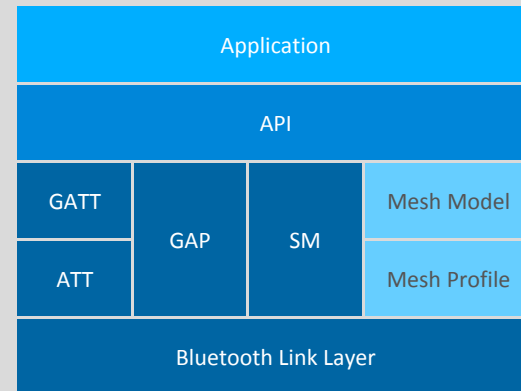 Application
API
GATT
GAP
SM
Mesh Model
ATT
Mesh Profile
Bluetooth Link Layer